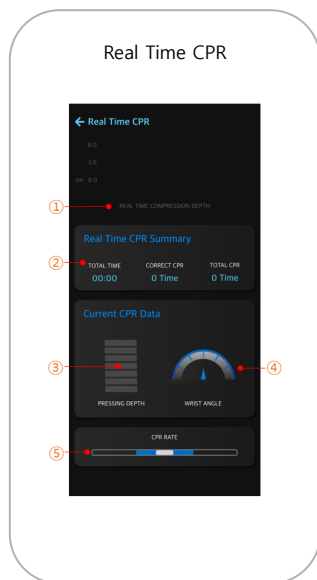 Real Time CPR
← Real Time CPR
6.0
3.0
cm 0.0
① REAL TIME COMPRESSION DEPTH
Real Time CPR Summary
② TOTAL TIME CORRECT CPR TOTAL CPR
00:00 0 Time 0 Time
Current CPR Data
③ ④
PRESSING DEPTH WRIST ANGLE
CPR RATE
⑤